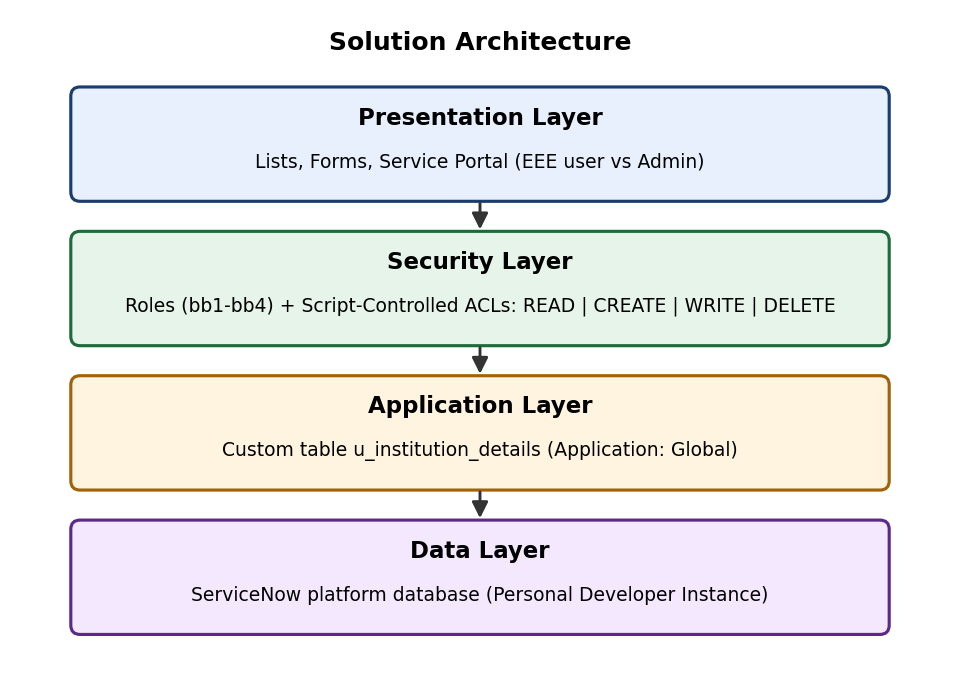 Solution Architecture
Presentation Layer
Lists, Forms, Service Portal (EEE user vs Admin)
Security Layer
Roles (bb1-bb4) + Script-Controlled ACLs: READ | CREATE | WRITE | DELETE
Application Layer
Custom table u_institution_details (Application: Global)
Data Layer
ServiceNow platform database (Personal Developer Instance)